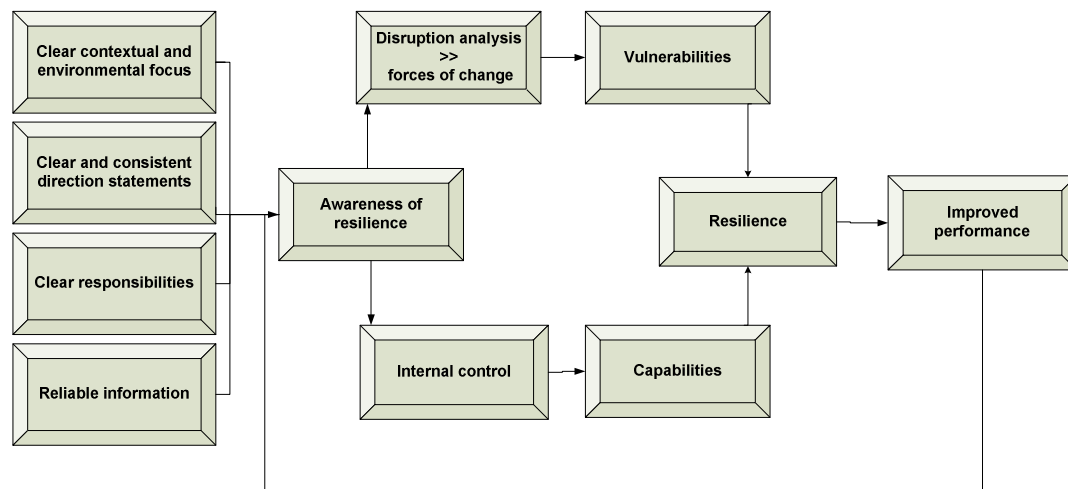 Clear contextual and
environmental focus
Clear and consistent
direction statements
Clear responsibilities
Reliable information
Awareness of
resilience
Disruption analysis
>>
forces of change
Vulnerabilities
Internal control
Capabilities
Resilience
Improved
performance